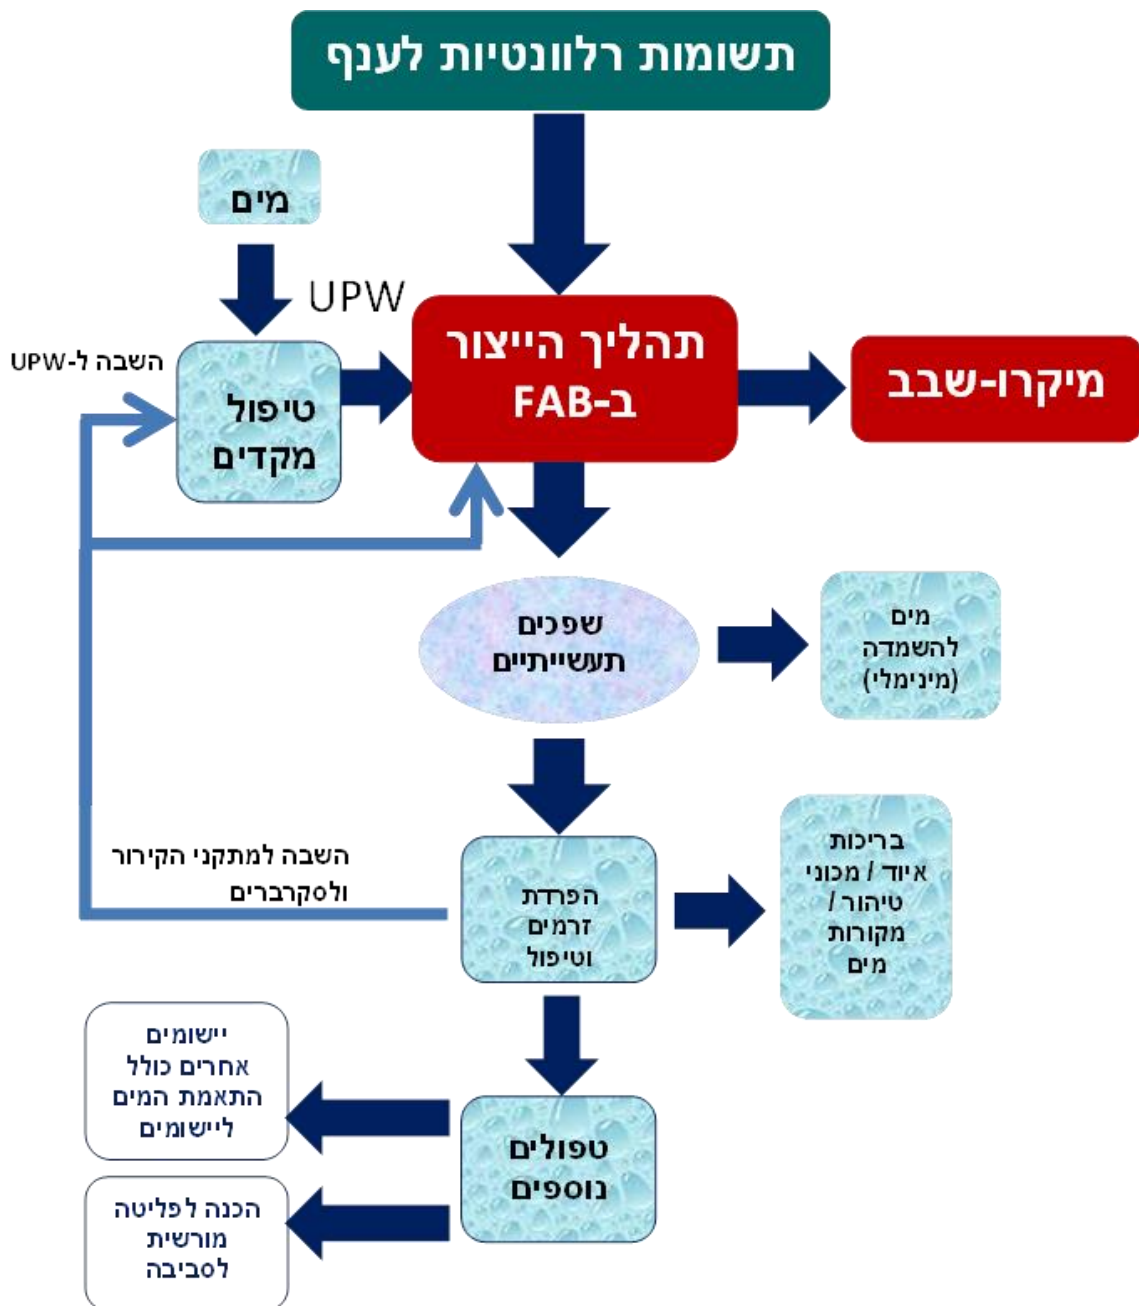 תשומות רלוונטיות לענף
מים
UPW
השבה ל-UPW
טיפול
מקדים
תהליך הייצור
ב-FAB
מיקרו-שבב
שפכים
תעשייתיים
מים
להשמדה
(מינימלי)
השבה למתקני הקירור
ולסקרברים
הפרדת
זרמים
וטיפול
בריכות
איוד / מכוני
טיהור /
מקורות
מים
יישומים
אחרים כולל
התאמת המים
ליישומים
טפולים
נוספים
הכנה לפליטה
מורשית
לסביבה